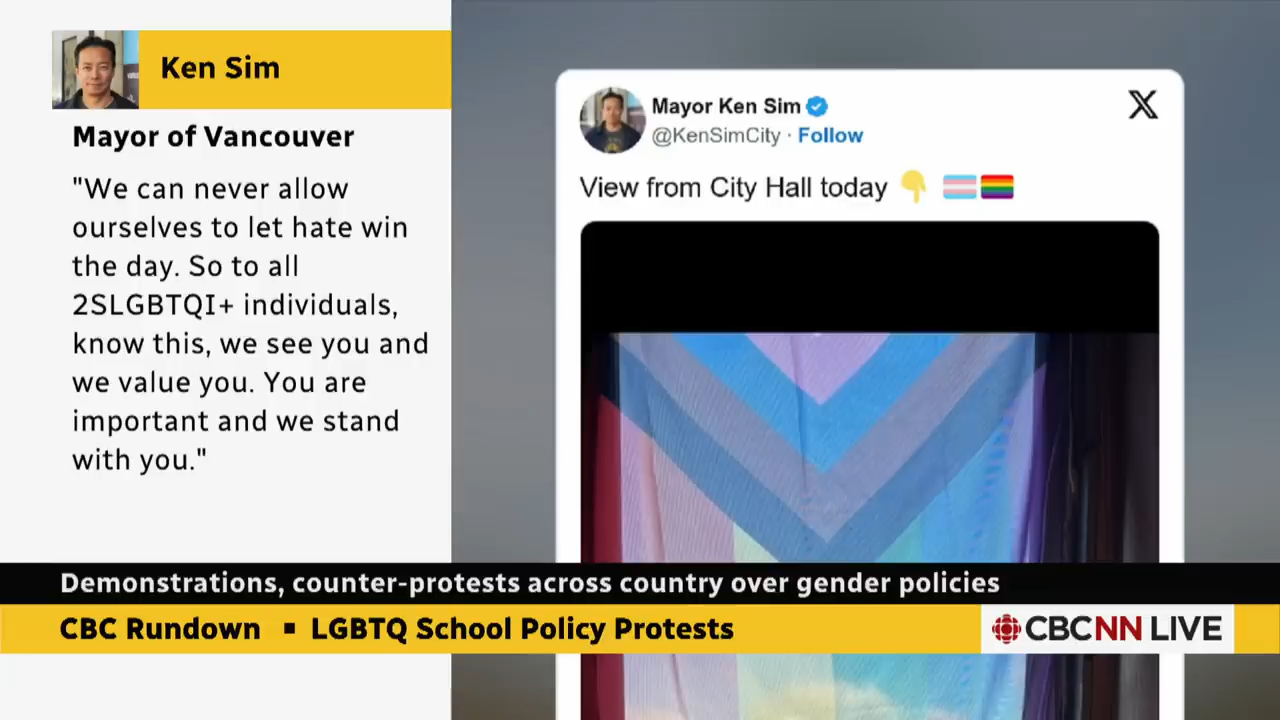 Ken Sim
Mayor of Vancouver
"We can never allow
ourselves to let hate win
the day. So to all
2SLGBTQI+ individuals,
know this, we see you and
we value you. You are
important and we stand
with you."
Mayor Ken Sim
@KenSimCity · Follow
X
View from City Hall today 👇 🏳️‍⚧️🏳️‍🌈
Demonstrations, counter-protests across country over gender policies
CBC Rundown ▪ LGBTQ School Policy Protests
CBCNN LIVE